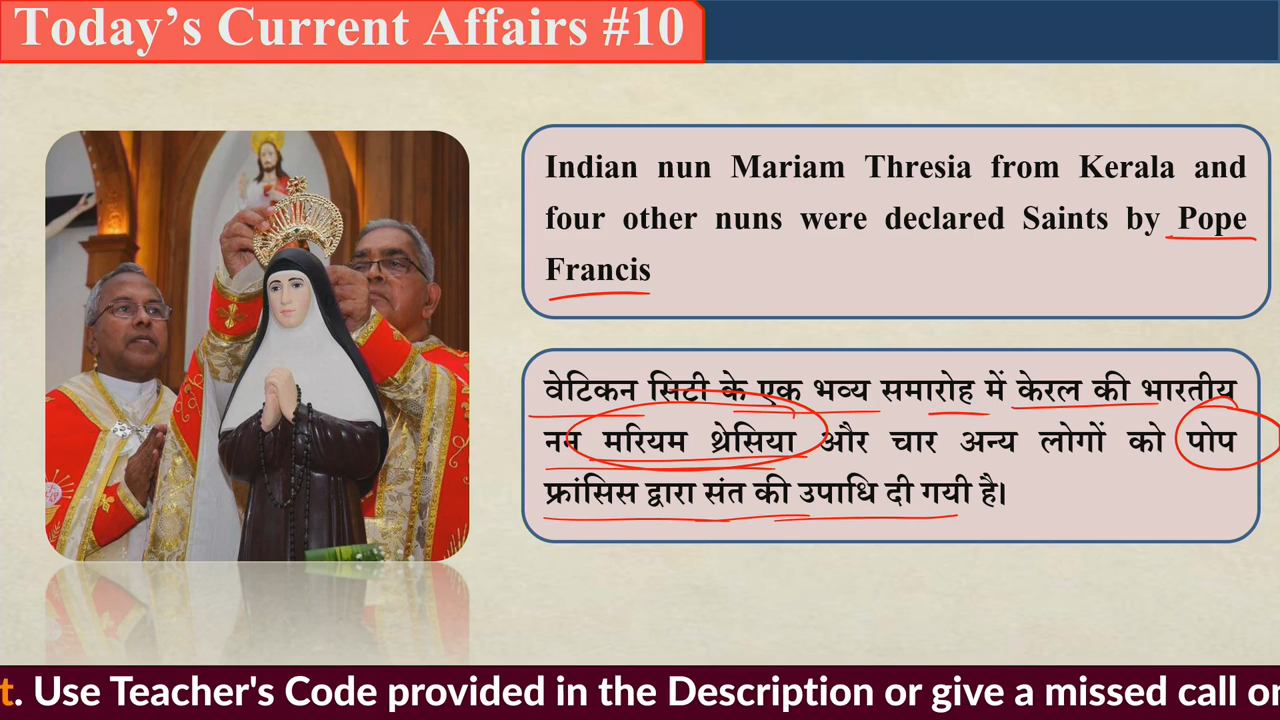 Today’s Current Affairs #10
Indian nun Mariam Thresia from Kerala and
four other nuns were declared Saints by Pope
Francis
वेटिकन सिटी के एक भव्य समारोह में केरल की भारतीय
नन मरियम थ्रेसिया और चार अन्य लोगों को पोप
फ्रांसिस द्वारा संत की उपाधि दी गयी है।
t. Use Teacher's Code provided in the Description or give a missed call on